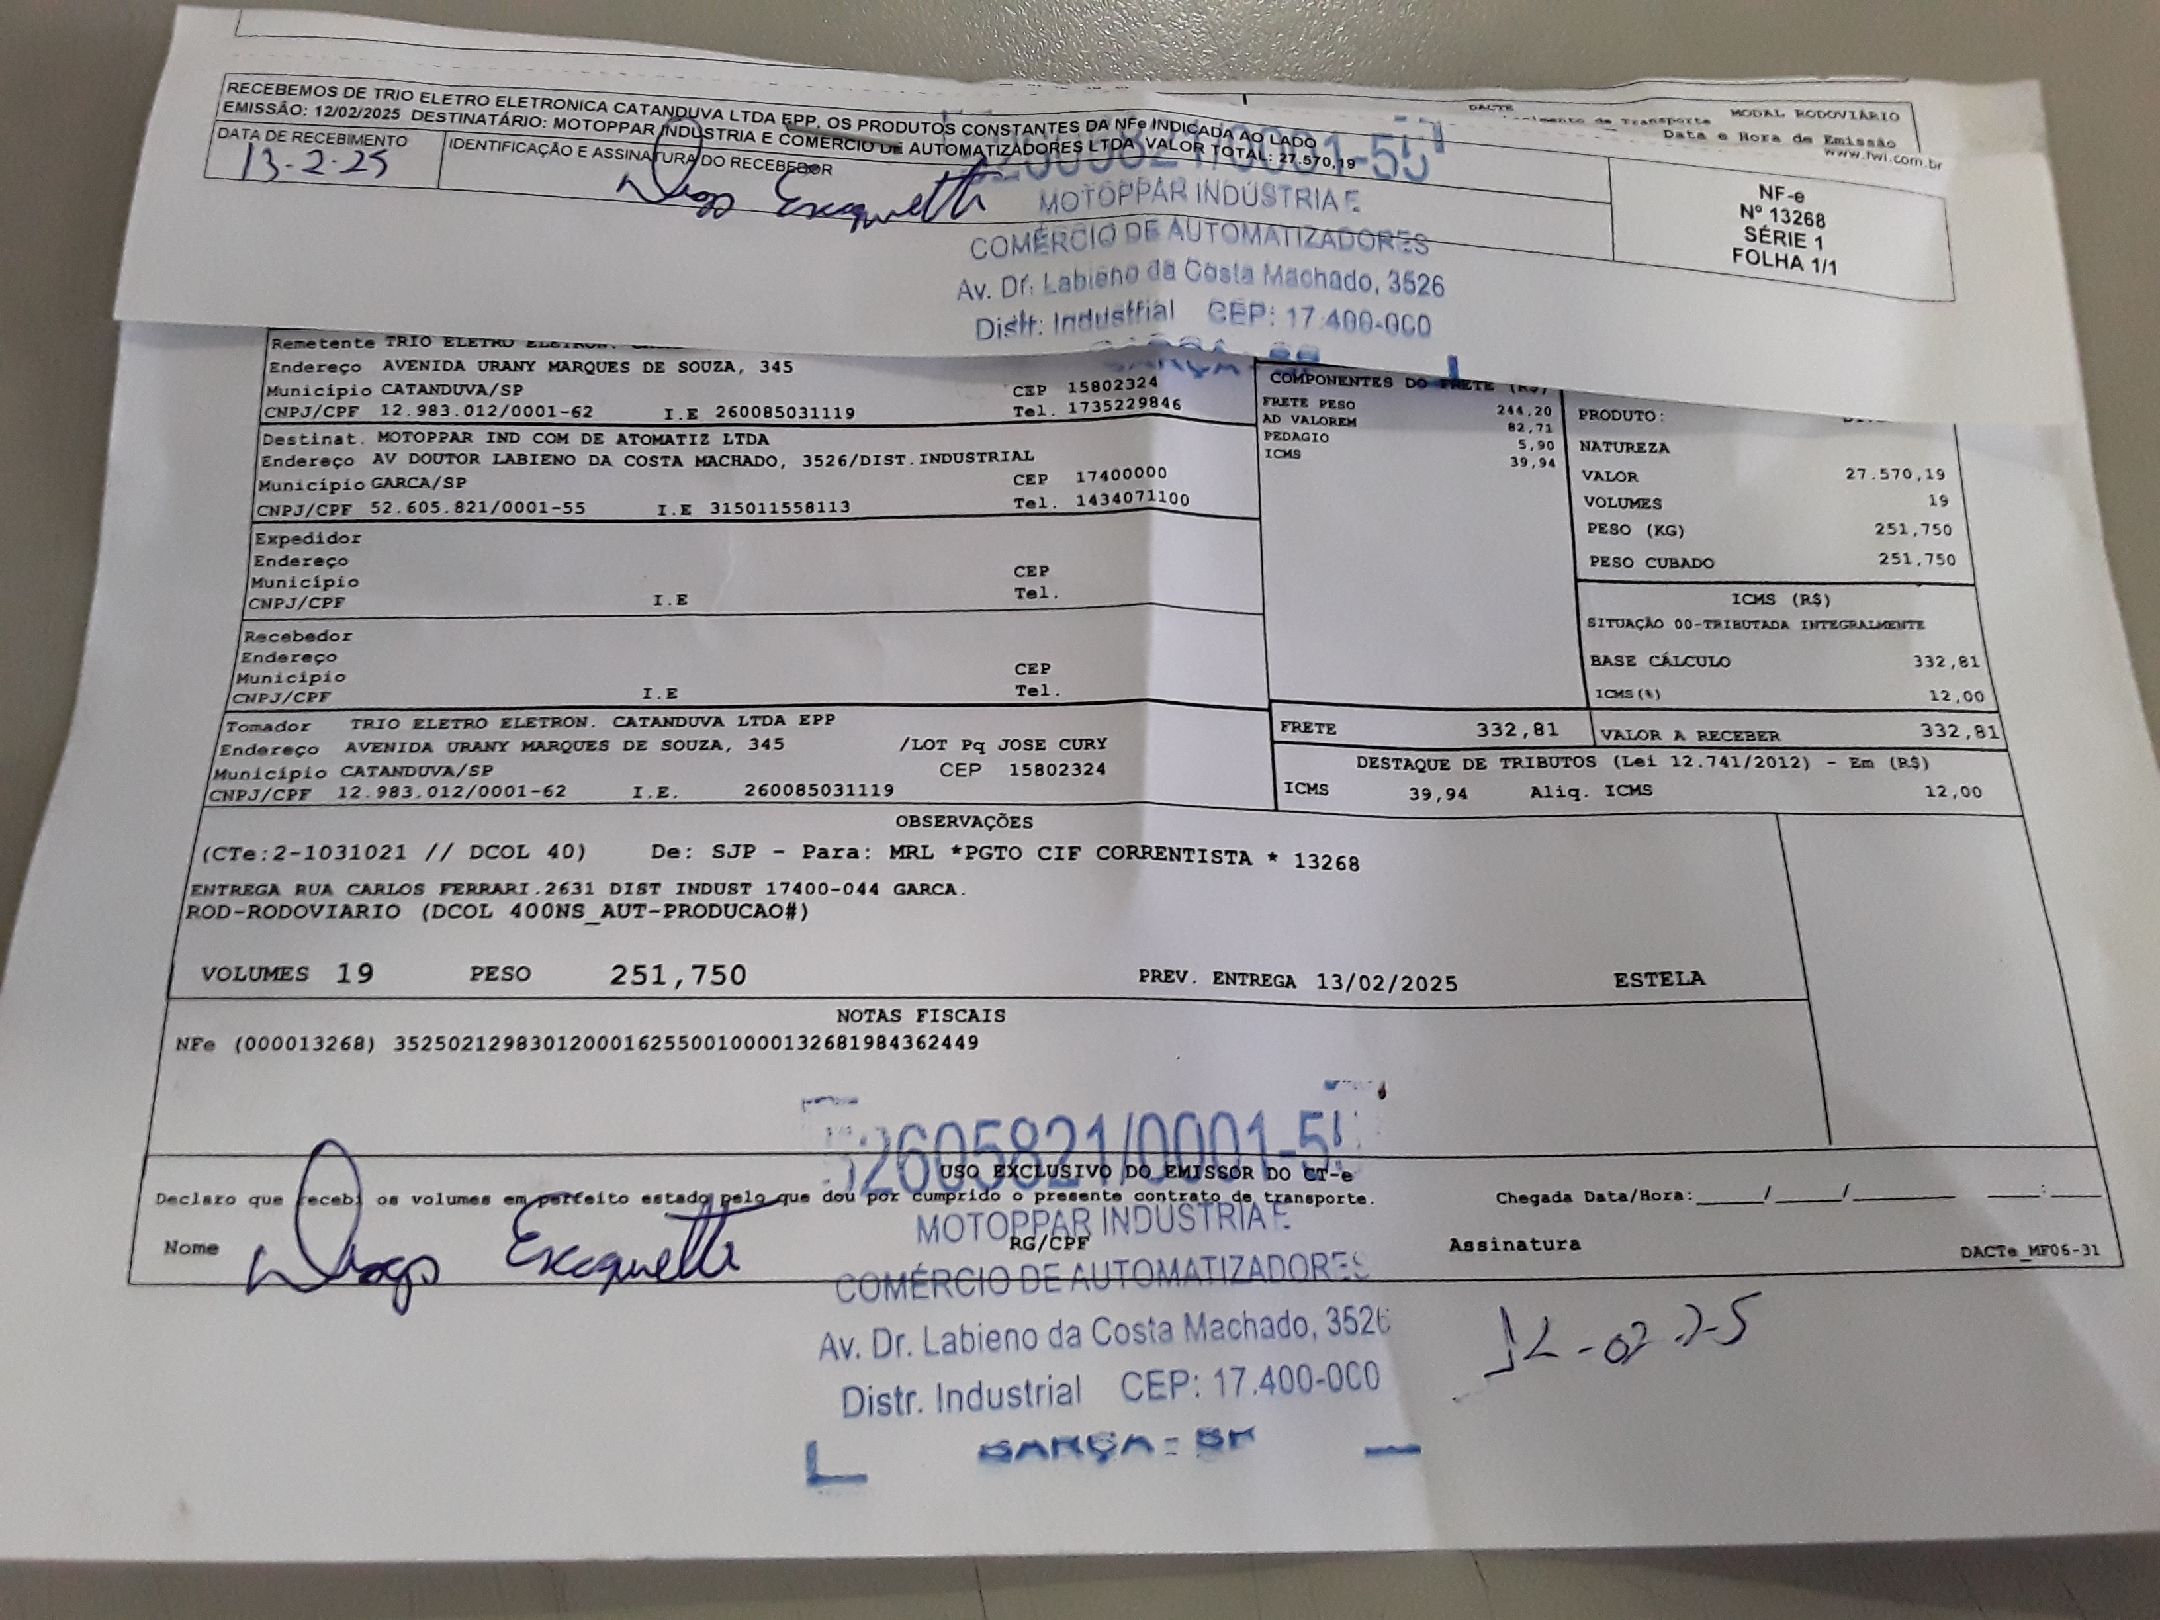 RECEBEMOS DE TRIO ELETRO ELETRONICA CATANDUVA LTDA EPP, OS PRODUTOS CONSTANTES DA NFe INDICADA AO LADO
EMISSÃO: 12/02/2025 DESTINATÁRIO: MOTOPPAR INDUSTRIA E COMERCIO DE AUTOMATIZADORES LTDA VALOR TOTAL: 27.570,19
DATA DE RECEBIMENTO
13-2-25
IDENTIFICAÇÃO E ASSINATURA DO RECEBEDOR
NF-e
Nº 13268
SÉRIE 1
FOLHA 1/1
DACTE
de Transporte
MODAL RODOVIÁRIO
Data e Hora de Emissão
www.fwi.com.br
MOTOPPAR INDÚSTRIA E
COMÉRCIO DE AUTOMATIZADORES
Av. Dr. Labieno da Costa Machado, 3526
Distr. Industrial CEP: 17.400-000
Remetente TRIO ELETRO
Endereço AVENIDA URANY MARQUES DE SOUZA, 345
Município CATANDUVA/SP CEP 15802324
CNPJ/CPF 12.983.012/0001-62 I.E 260085031119 Tel. 1735229846
Destinat. MOTOPPAR IND COM DE ATOMATIZ LTDA
Endereço AV DOUTOR LABIENO DA COSTA MACHADO, 3526/DIST.INDUSTRIAL
Município GARCA/SP CEP 17400000
CNPJ/CPF 52.605.821/0001-55 I.E 315011558113 Tel. 1434071100
Expedidor
Endereço
Município CEP
CNPJ/CPF I.E Tel.
Recebedor
Endereço
Município CEP
CNPJ/CPF I.E Tel.
Tomador TRIO ELETRO ELETRON. CATANDUVA LTDA EPP
Endereço AVENIDA URANY MARQUES DE SOUZA, 345 /LOT Pq JOSE CURY
Município CATANDUVA/SP CEP 15802324
CNPJ/CPF 12.983.012/0001-62 I.E. 260085031119
COMPONENTES DO FRETE (R$)
FRETE PESO 244,20
AD VALOREM 82,71
PEDAGIO 5,90
ICMS 39,94
PRODUTO:
NATUREZA
VALOR 27.570,19
VOLUMES 19
PESO (KG) 251,750
PESO CUBADO 251,750
ICMS (R$)
SITUAÇÃO 00-TRIBUTADA INTEGRALMENTE
BASE CÁLCULO 332,81
ICMS(%) 12,00
FRETE 332,81 VALOR A RECEBER 332,81
DESTAQUE DE TRIBUTOS (Lei 12.741/2012) - Em (R$)
ICMS 39,94 Aliq. ICMS 12,00
OBSERVAÇÕES
(CTe:2-1031021 // DCOL 40) De: SJP - Para: MRL *PGTO CIF CORRENTISTA * 13268
ENTREGA RUA CARLOS FERRARI.2631 DIST INDUST 17400-044 GARCA.
ROD-RODOVIARIO (DCOL 400NS_AUT-PRODUCAO#)
VOLUMES 19 PESO 251,750 PREV. ENTREGA 13/02/2025 ESTELA
NOTAS FISCAIS
NFe (000013268) 35250212983012000162550010000132681984362449
52605821/0001-55
USO EXCLUSIVO DO EMISSOR DO CT-e
Declaro que recebi os volumes em perfeito estado pelo que dou por cumprido o presente contrato de transporte. Chegada Data/Hora:____/____/________ ___:___
Nome RG/CPF Assinatura DACTe_MF06-31
MOTOPPAR INDUSTRIA E
COMÉRCIO DE AUTOMATIZADORES
Av. Dr. Labieno da Costa Machado, 3526
Distr. Industrial CEP: 17.400-000
GARÇA - SP